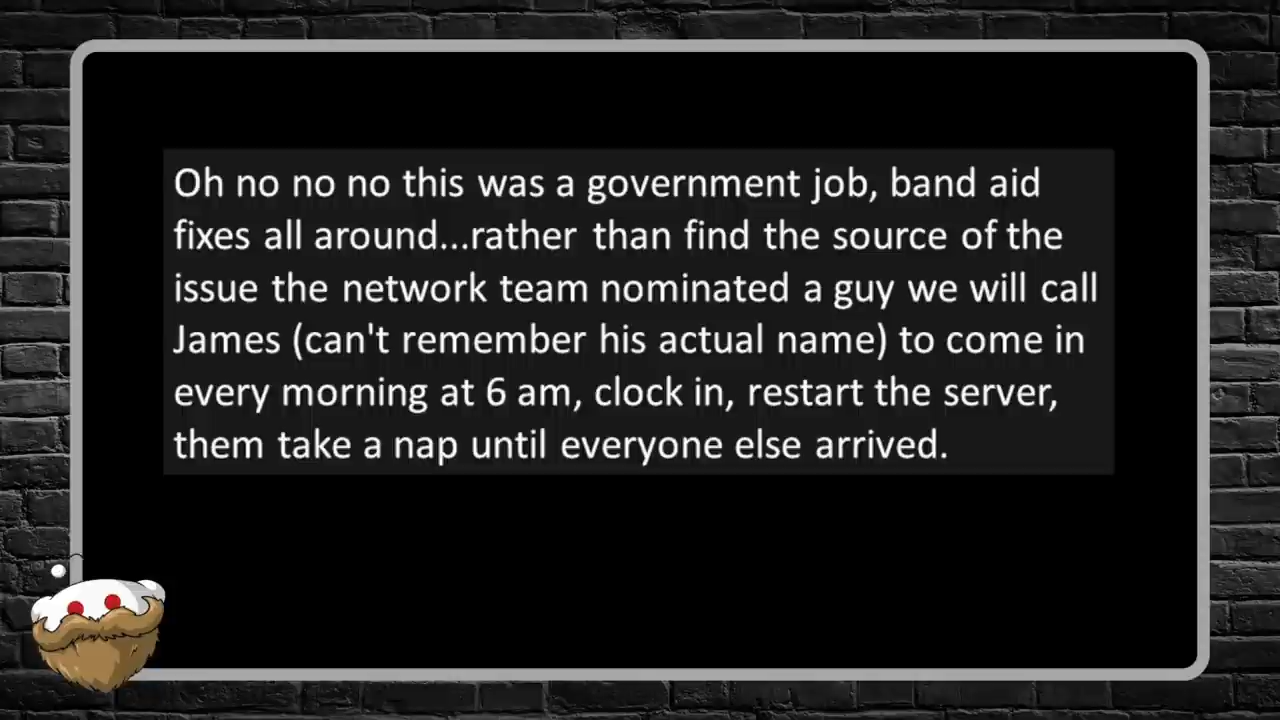 Oh no no no this was a government job, band aid
fixes all around...rather than find the source of the
issue the network team nominated a guy we will call
James (can't remember his actual name) to come in
every morning at 6 am, clock in, restart the server,
them take a nap until everyone else arrived.